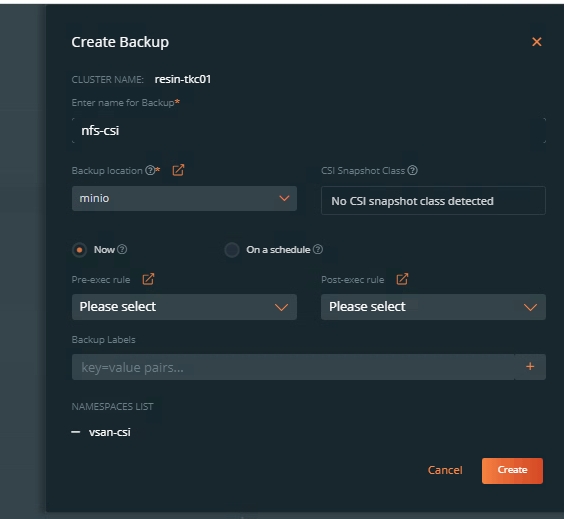 Create Backup
CLUSTER NAME: resin-tkc01
Enter name for Backup*
nfs-csi
Backup location ?* CSI Snapshot Class ?
minio No CSI snapshot class detected
Now ? On a schedule ?
Pre-exec rule Post-exec rule
Please select Please select
Backup Labels
key=value pairs... +
NAMESPACES LIST
vsan-csi
Cancel Create